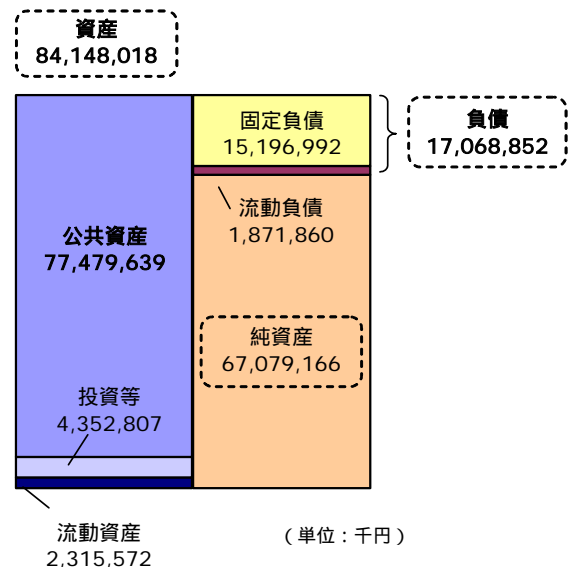 資産
84,148,018
固定負債
15,196,992
負債
17,068,852
流動負債
1,871,860
公共資産
77,479,639
純資産
67,079,166
投資等
4,352,807
流動資産
2,315,572
（単位：千円）